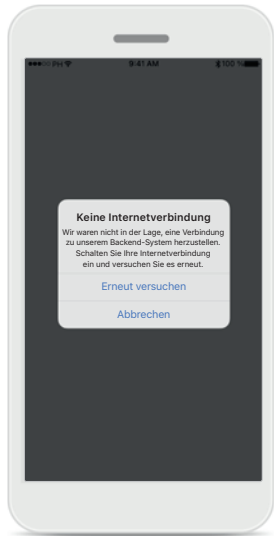 PH 9:41 AM 100 %
Keine Internetverbindung
Wir waren nicht in der Lage, eine Verbindung
zu unserem Backend-System herzustellen.
Schalten Sie Ihre Internetverbindung
ein und versuchen Sie es erneut.
Erneut versuchen
Abbrechen